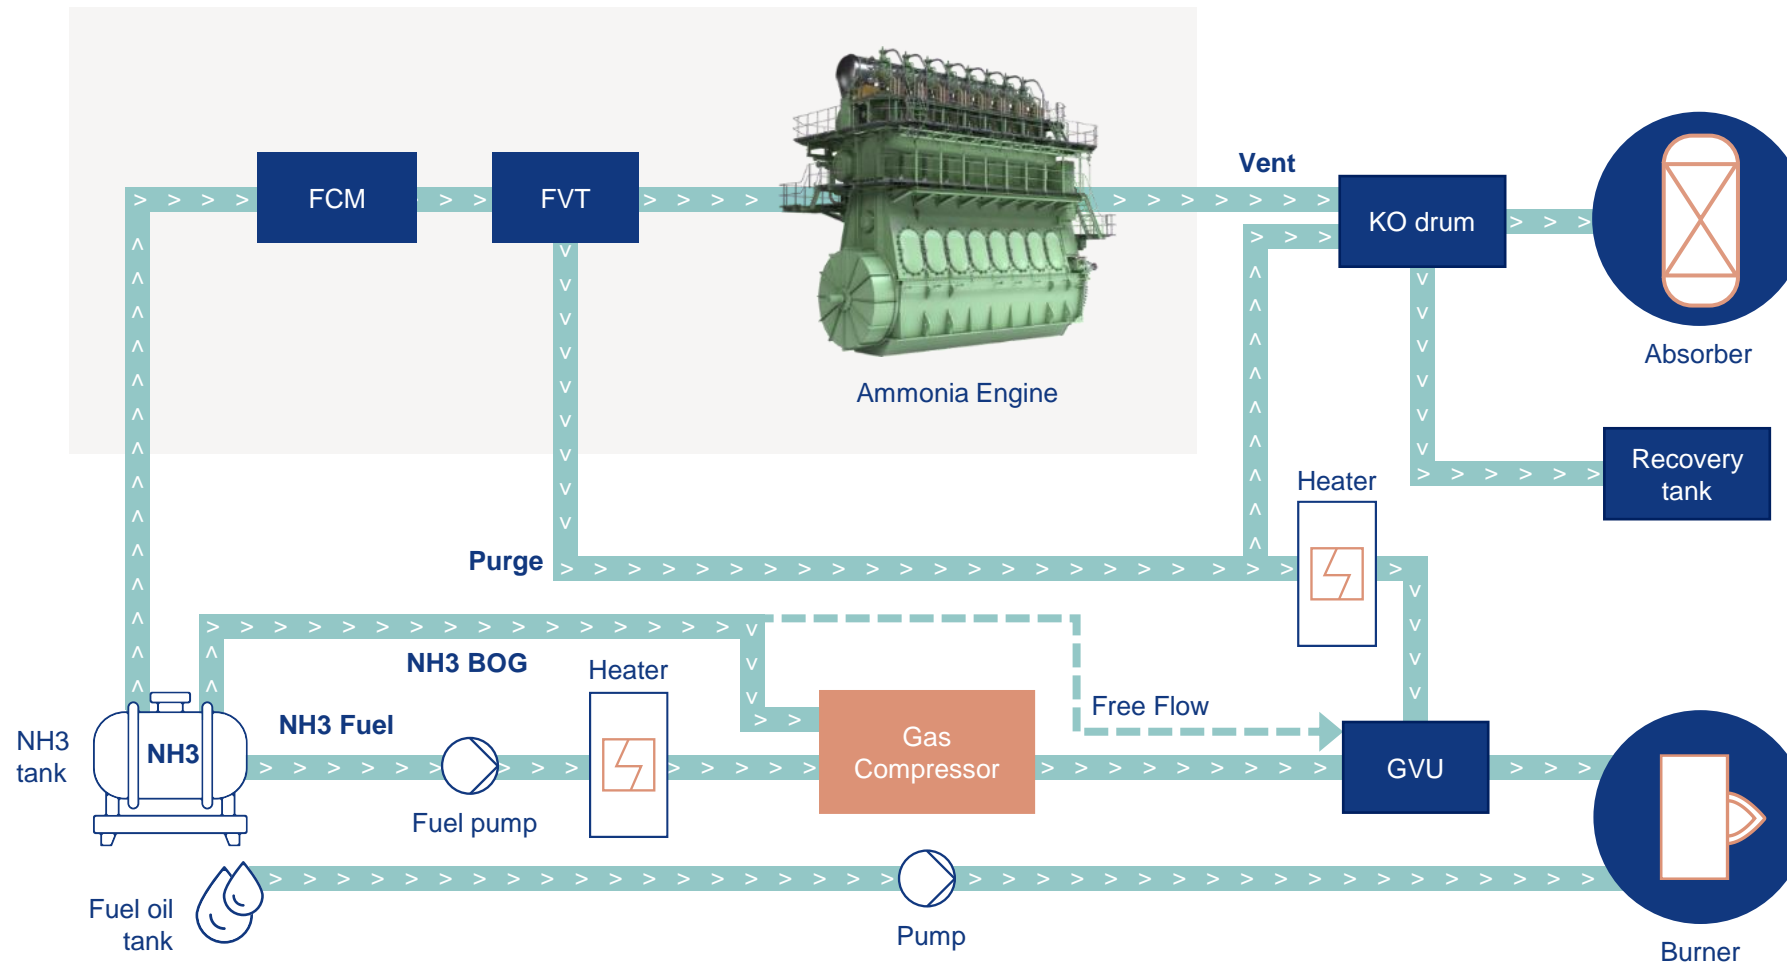 FCM
FVT
Vent
KO drum
Absorber
Ammonia Engine
Recovery
tank
Heater
Purge
NH3 BOG
Heater
NH3 Fuel
Free Flow
NH3
tank
NH3
Gas
Compressor
GVU
Fuel pump
Fuel oil
tank
Pump
Burner